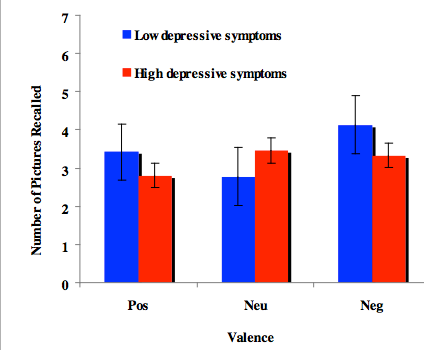 7
6
5
4
3
2
1
0
Number of Pictures Recalled
Low depressive symptoms
High depressive symptoms
Pos Neu Neg
Valence